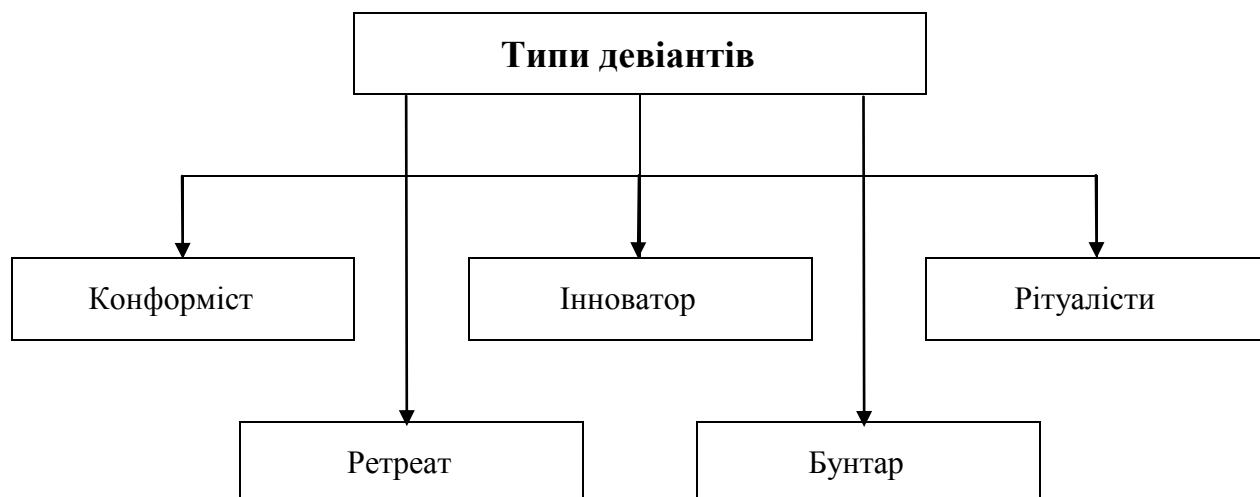 Типи девіантів
Конформіст
Інноватор
Рітуалісти
Ретреат
Бунтар